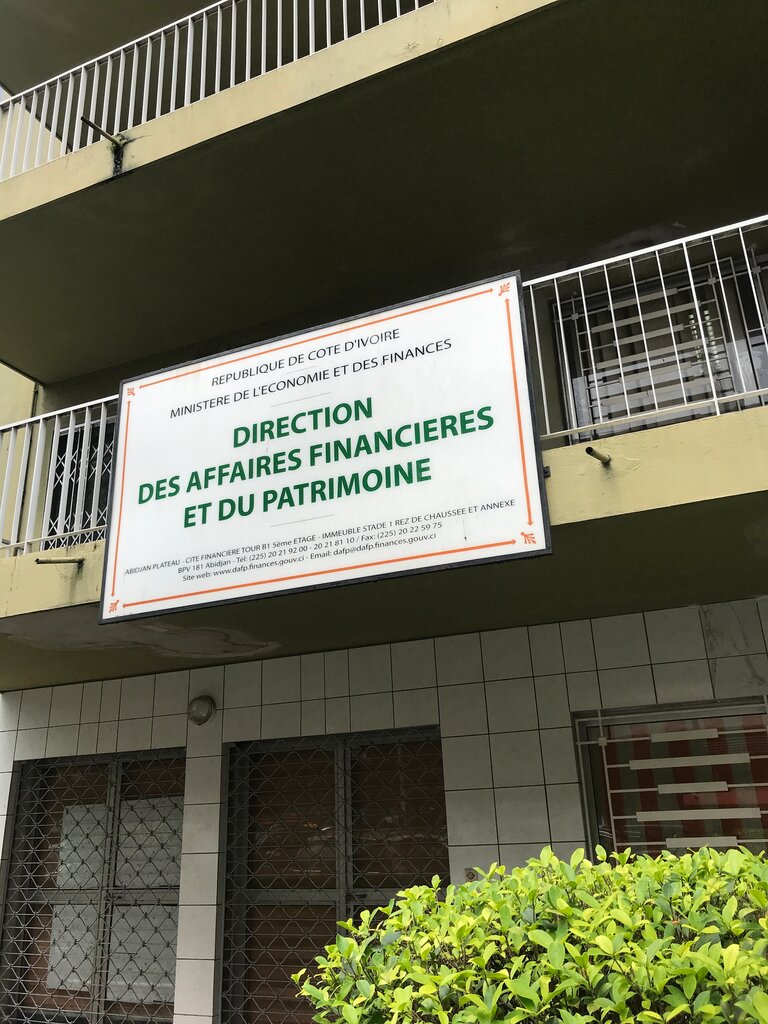 REPUBLIQUE DE COTE D'IVOIRE
MINISTERE DE L'ECONOMIE ET DES FINANCES
DIRECTION
DES AFFAIRES FINANCIERES
ET DU PATRIMOINE
ABIDJAN PLATEAU - CITE FINANCIERE TOUR B1 5ème ETAGE - IMMEUBLE STADE 1 REZ DE CHAUSSEE ET ANNEXE
BPV 181 Abidjan - Tél: (225) 20 21 92 00 - 20 21 81 10 / Fax: (225) 20 22 59 75
Site web: www.dafp.finances.gouv.ci - Email: dafp@dafp.finances.gouv.ci